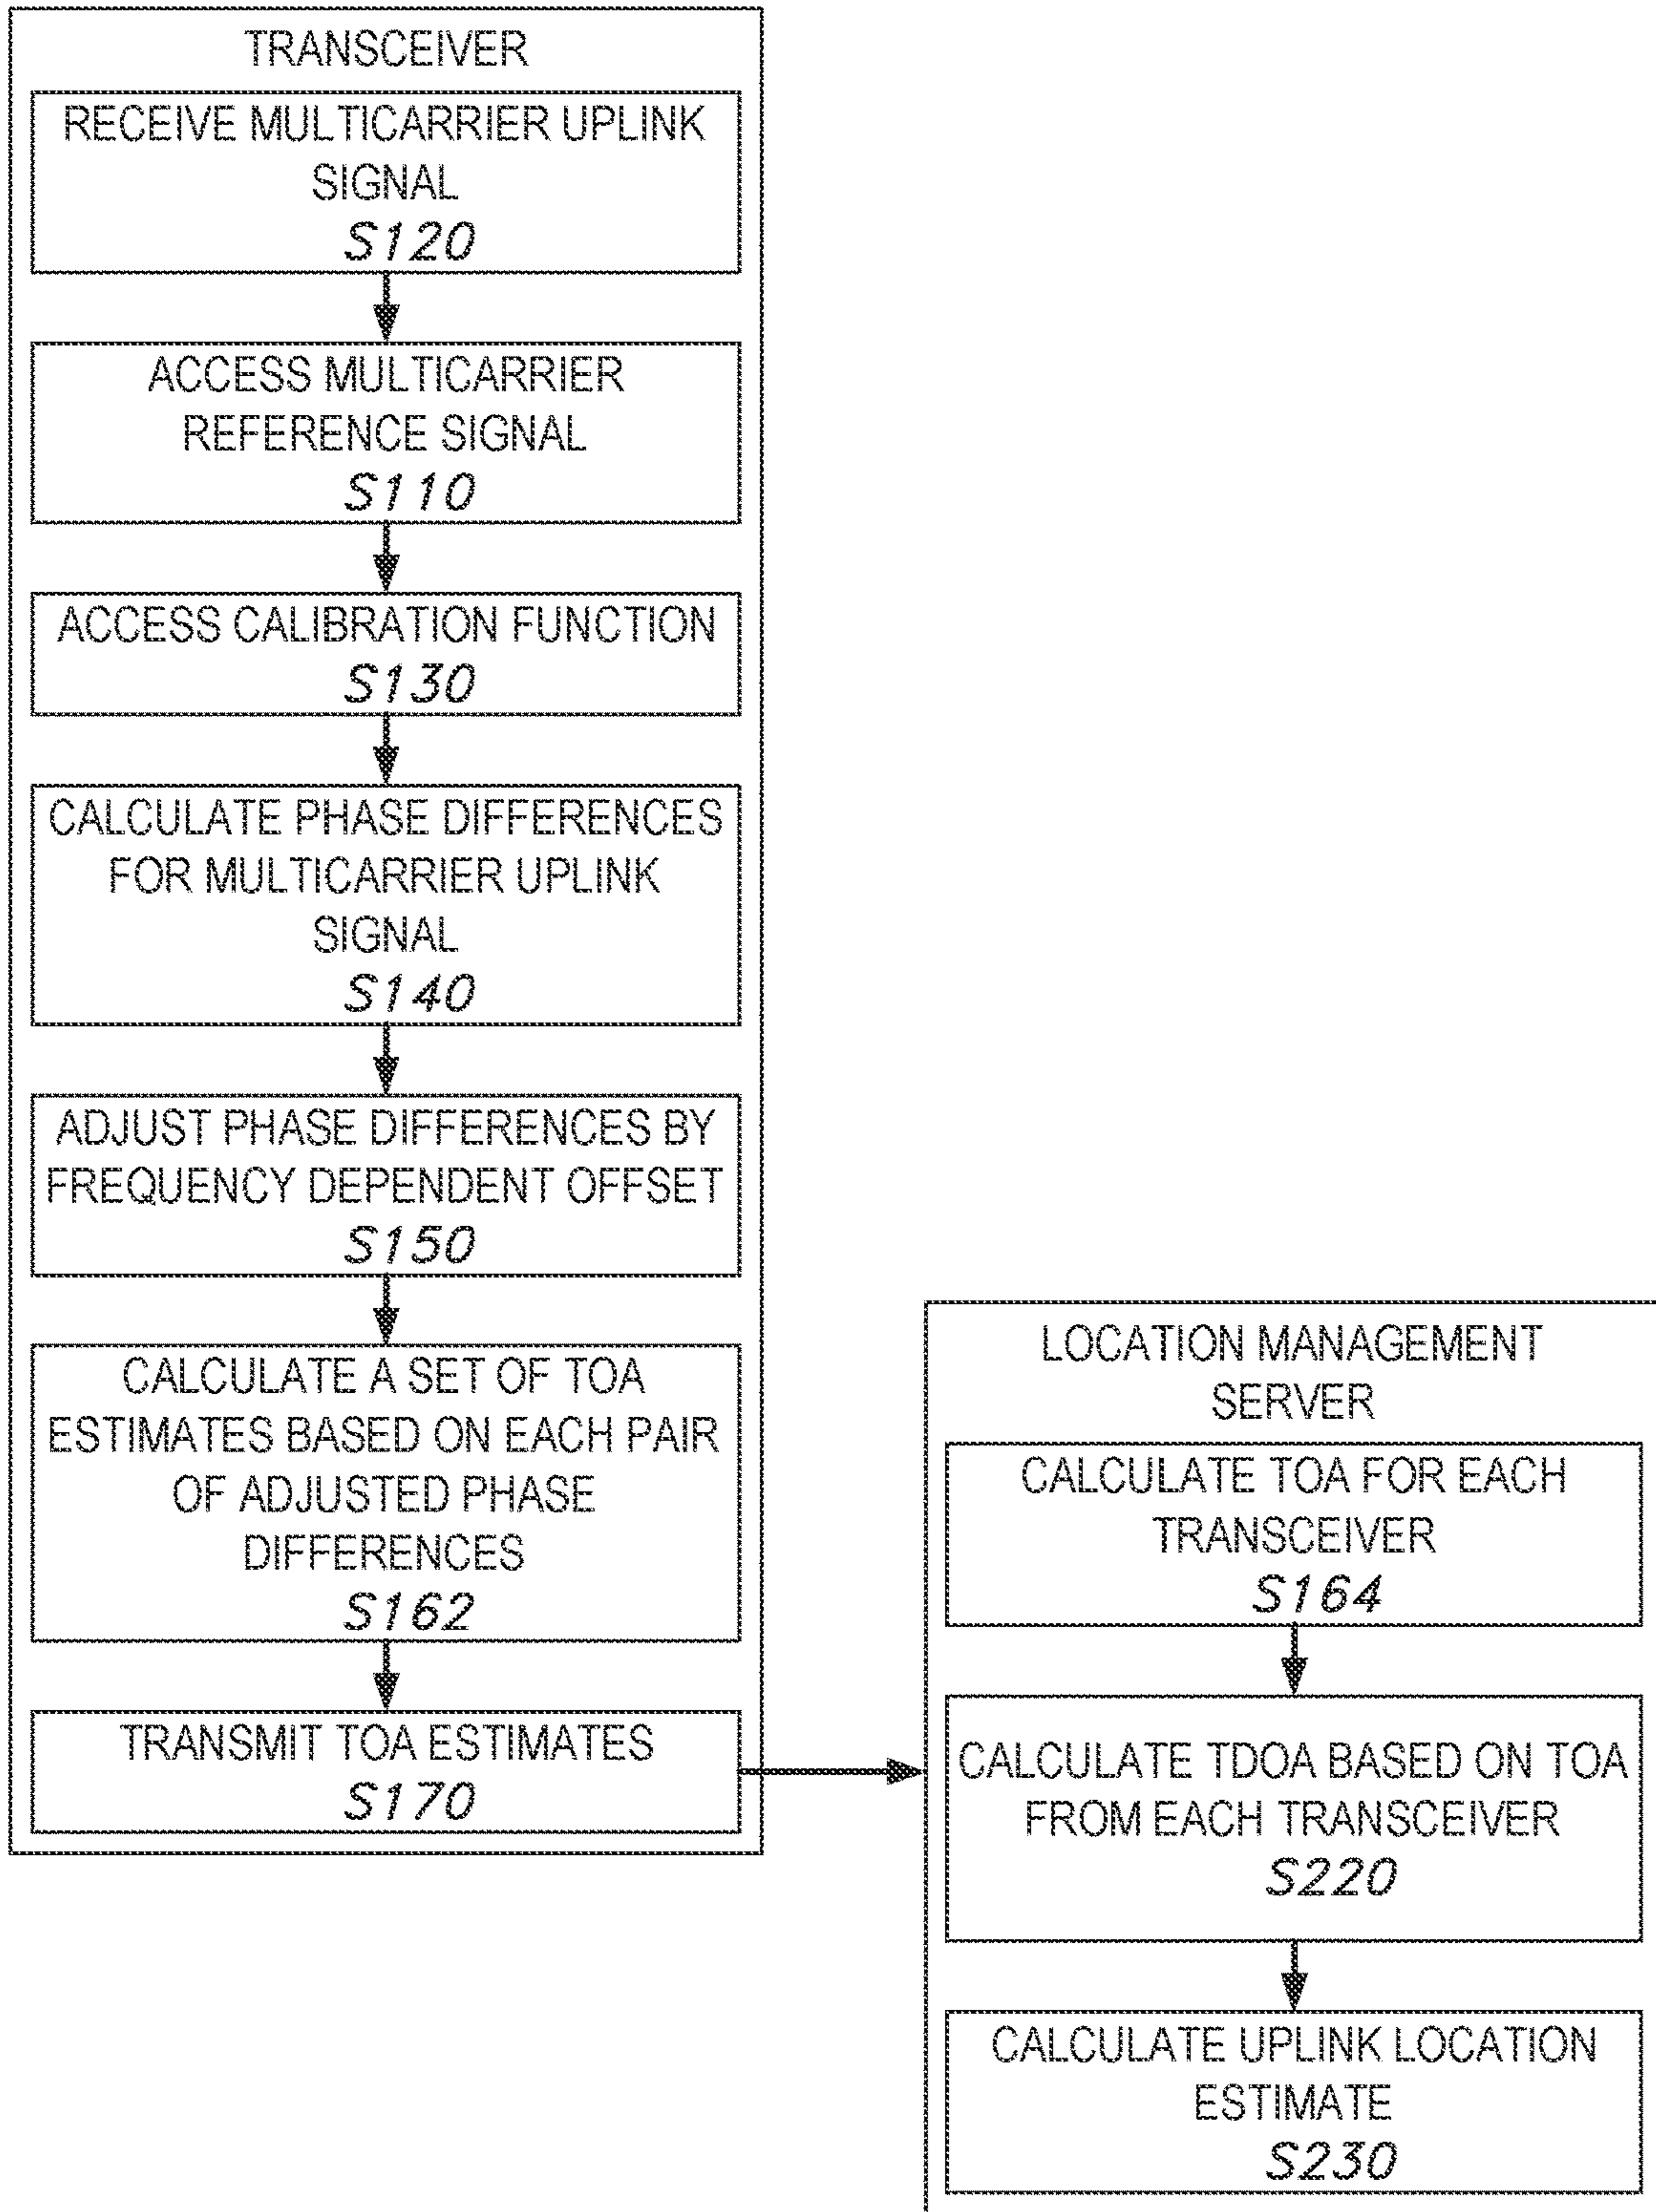 TRANSCEIVER
RECEIVE MULTICARRIER UPLINK
SIGNAL
S120
ACCESS MULTICARRIER
REFERENCE SIGNAL
S110
ACCESS CALIBRATION FUNCTION
S130
CALCULATE PHASE DIFFERENCES
FOR MULTICARRIER UPLINK
SIGNAL
S140
ADJUST PHASE DIFFERENCES BY
FREQUENCY DEPENDENT OFFSET
S150
CALCULATE A SET OF TOA
ESTIMATES BASED ON EACH PAIR
OF ADJUSTED PHASE
DIFFERENCES
S162
TRANSMIT TOA ESTIMATES
S170
LOCATION MANAGEMENT
SERVER
CALCULATE TOA FOR EACH
TRANSCEIVER
S164
CALCULATE TDOA BASED ON TOA
FROM EACH TRANSCEIVER
S220
CALCULATE UPLINK LOCATION
ESTIMATE
S230